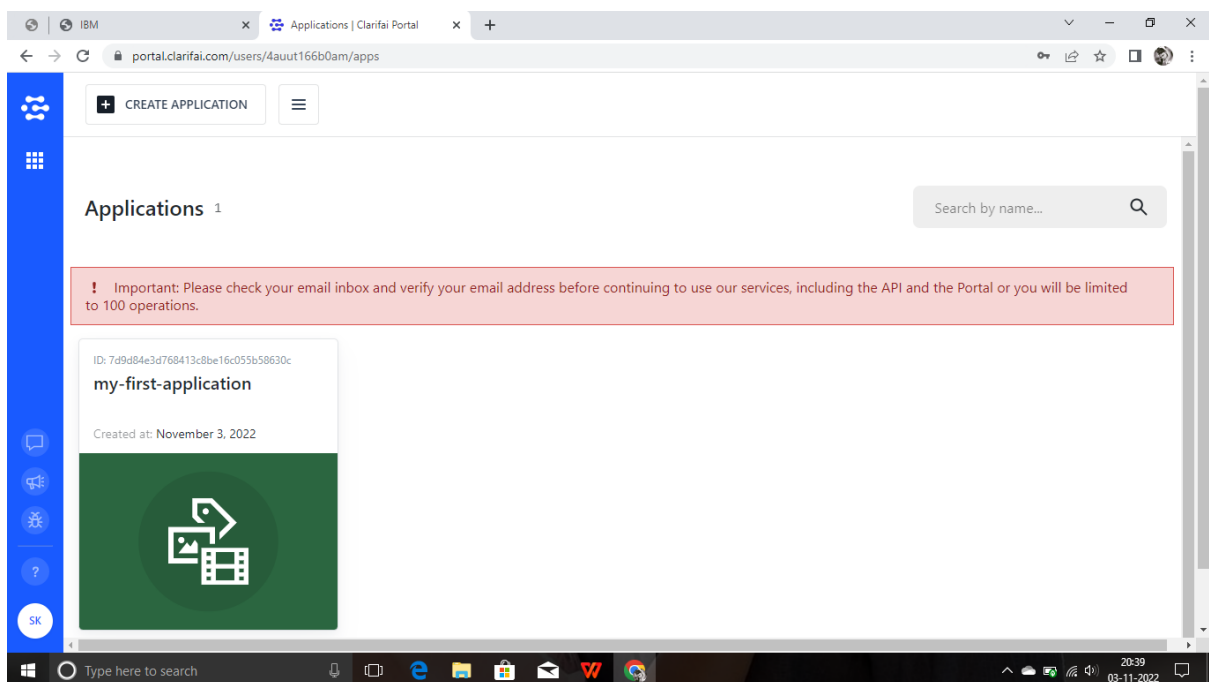 IBM
Applications | Clarifai Portal
portal.clarifai.com/users/4auut166b0am/apps
CREATE APPLICATION
Applications 1
Search by name...
! Important: Please check your email inbox and verify your email address before continuing to use our services, including the API and the Portal or you will be limited
to 100 operations.
ID: 7d9d84e3d768413c8be16c055b58630c
my-first-application
Created at: November 3, 2022
?
SK
Type here to search
20:39
03-11-2022